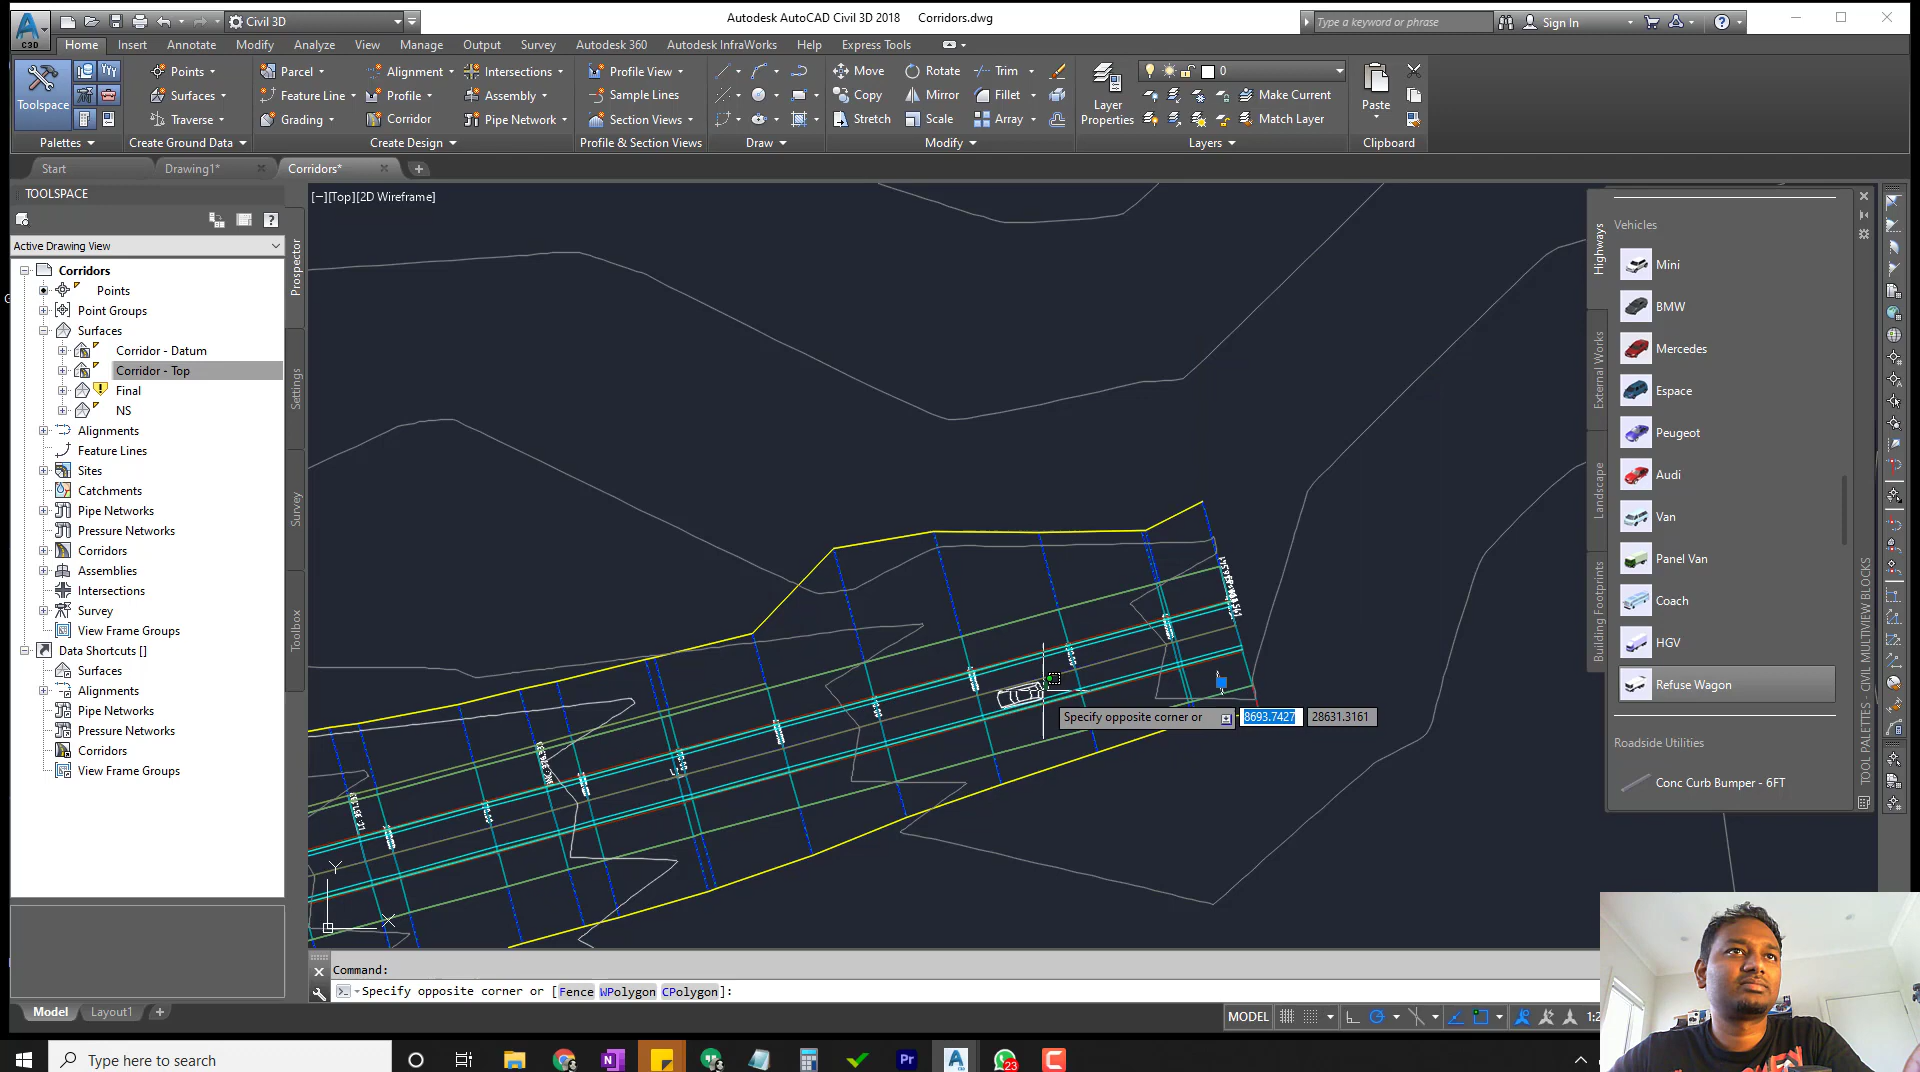 C3D
Civil 3D
Autodesk AutoCAD Civil 3D 2018 Corridors.dwg
Type a keyword or phrase
Sign In
Home Insert Annotate Modify Analyze View Manage Output Survey Autodesk 360 Autodesk InfraWorks Help Express Tools
Toolspace
Points
Surfaces
Traverse
Parcel
Feature Line
Grading
Alignment
Profile
Corridor
Intersections
Assembly
Pipe Network
Profile View
Sample Lines
Section Views
Move
Copy
Stretch
Rotate
Mirror
Scale
Trim
Fillet
Array
Layer
Properties
0
Make Current
Match Layer
Paste
Palettes
Create Ground Data
Create Design
Profile & Section Views
Draw
Modify
Layers
Clipboard
Start
Drawing1*
Corridors*
TOOLSPACE
Active Drawing View
Corridors
Points
Point Groups
Surfaces
Corridor - Datum
Corridor - Top
Final
NS
Alignments
Feature Lines
Sites
Catchments
Pipe Networks
Pressure Networks
Corridors
Assemblies
Intersections
Survey
View Frame Groups
Data Shortcuts []
Surfaces
Alignments
Pipe Networks
Pressure Networks
Corridors
View Frame Groups
Prospector
Settings
Survey
Toolbox
[−][Top][2D Wireframe]
Specify opposite corner or
8693.7427
28631.3161
Y
X
Highways
External Works
Landscape
Building Footprints
Vehicles
Mini
BMW
Mercedes
Espace
Peugeot
Audi
Van
Panel Van
Coach
HGV
Refuse Wagon
Roadside Utilities
Conc Curb Bumper - 6FT
TOOL PALETTES - CIVIL MULTIVIEW BLOCKS
Command:
Specify opposite corner or [Fence WPolygon CPolygon]:
Model
Layout1
MODEL
Type here to search
N
Pr
C3D
23
C